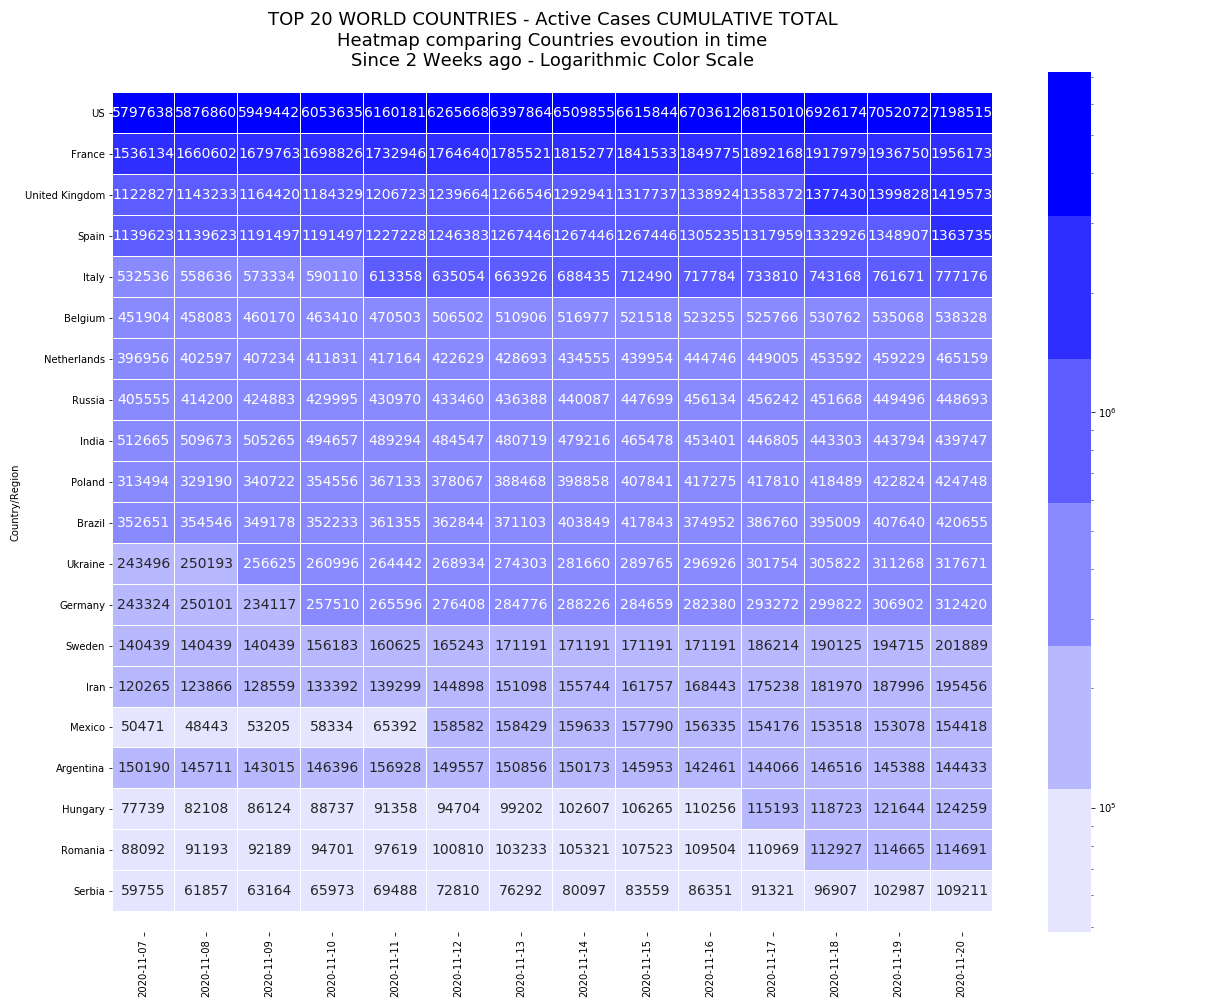 TOP 20 WORLD COUNTRIES - Active Cases CUMULATIVE TOTAL
Heatmap comparing Countries evoution in time
Since 2 Weeks ago - Logarithmic Color Scale
Country/Region
US 5797638 5876860 5949442 6053635 6160181 6265668 6397864 6509855 6615844 6703612 6815010 6926174 7052072 7198515
France 1536134 1660602 1679763 1698826 1732946 1764640 1785521 1815277 1841533 1849775 1892168 1917979 1936750 1956173
United Kingdom 1122827 1143233 1164420 1184329 1206723 1239664 1266546 1292941 1317737 1338924 1358372 1377430 1399828 1419573
Spain 1139623 1139623 1191497 1191497 1227228 1246383 1267446 1267446 1267446 1305235 1317959 1332926 1348907 1363735
Italy 532536 558636 573334 590110 613358 635054 663926 688435 712490 717784 733810 743168 761671 777176
Belgium 451904 458083 460170 463410 470503 506502 510906 516977 521518 523255 525766 530762 535068 538328
Netherlands 396956 402597 407234 411831 417164 422629 428693 434555 439954 444746 449005 453592 459229 465159
Russia 405555 414200 424883 429995 430970 433460 436388 440087 447699 456134 456242 451668 449496 448693
India 512665 509673 505265 494657 489294 484547 480719 479216 465478 453401 446805 443303 443794 439747
Poland 313494 329190 340722 354556 367133 378067 388468 398858 407841 417275 417810 418489 422824 424748
Brazil 352651 354546 349178 352233 361355 362844 371103 403849 417843 374952 386760 395009 407640 420655
Ukraine 243496 250193 256625 260996 264442 268934 274303 281660 289765 296926 301754 305822 311268 317671
Germany 243324 250101 234117 257510 265596 276408 284776 288226 284659 282380 293272 299822 306902 312420
Sweden 140439 140439 140439 156183 160625 165243 171191 171191 171191 171191 186214 190125 194715 201889
Iran 120265 123866 128559 133392 139299 144898 151098 155744 161757 168443 175238 181970 187996 195456
Mexico 50471 48443 53205 58334 65392 158582 158429 159633 157790 156335 154176 153518 153078 154418
Argentina 150190 145711 143015 146396 156928 149557 150856 150173 145953 142461 144066 146516 145388 144433
Hungary 77739 82108 86124 88737 91358 94704 99202 102607 106265 110256 115193 118723 121644 124259
Romania 88092 91193 92189 94701 97619 100810 103233 105321 107523 109504 110969 112927 114665 114691
Serbia 59755 61857 63164 65973 69488 72810 76292 80097 83559 86351 91321 96907 102987 109211
2020-11-07 2020-11-08 2020-11-09 2020-11-10 2020-11-11 2020-11-12 2020-11-13 2020-11-14 2020-11-15 2020-11-16 2020-11-17 2020-11-18 2020-11-19 2020-11-20
10⁶
10⁵